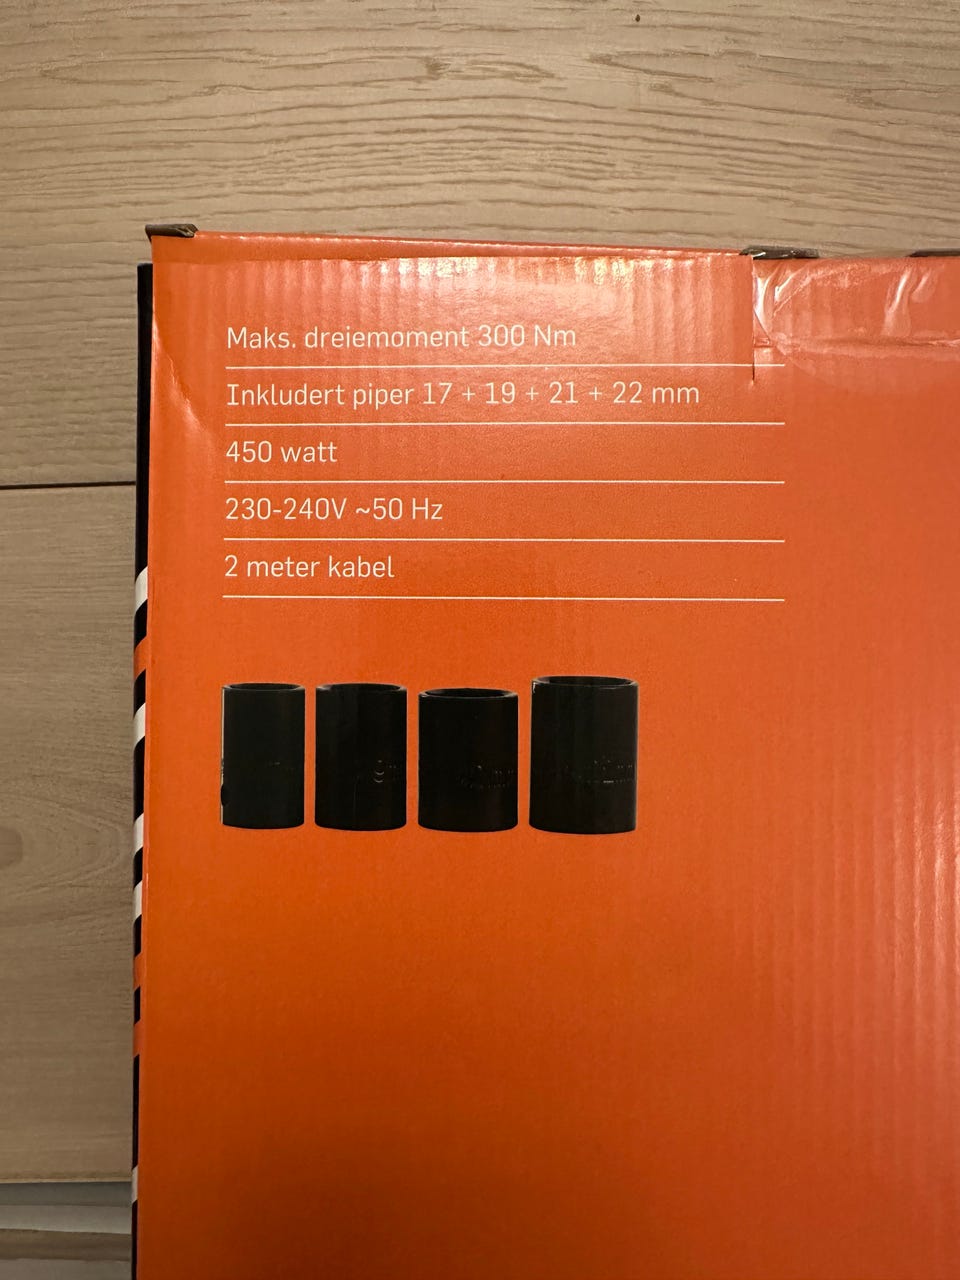 Maks. dreiemoment 300 Nm
Inkludert piper 17 + 19 + 21 + 22 mm
450 watt
230-240V ~50 Hz
2 meter kabel